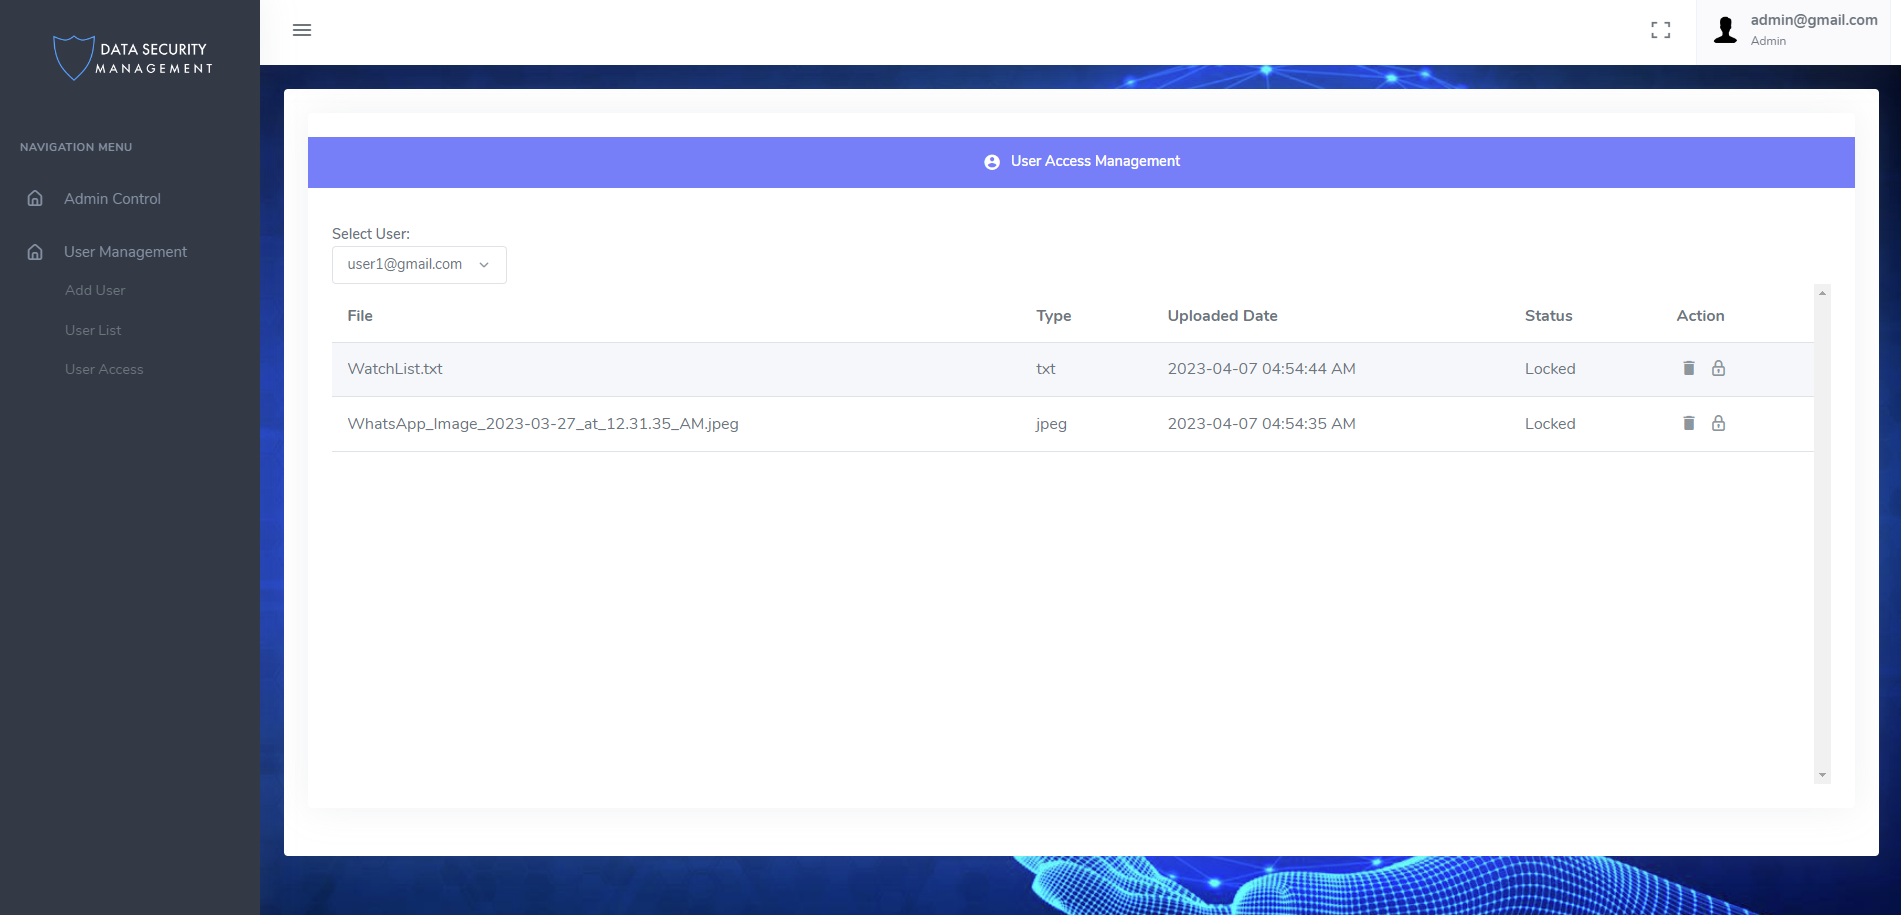 DATA SECURITY
MANAGEMENT
admin@gmail.com
Admin
NAVIGATION MENU
Admin Control
User Management
Add User
User List
User Access
User Access Management
Select User:
user1@gmail.com
File Type Uploaded Date Status Action
WatchList.txt txt 2023-04-07 04:54:44 AM Locked
WhatsApp_Image_2023-03-27_at_12.31.35_AM.jpeg jpeg 2023-04-07 04:54:35 AM Locked